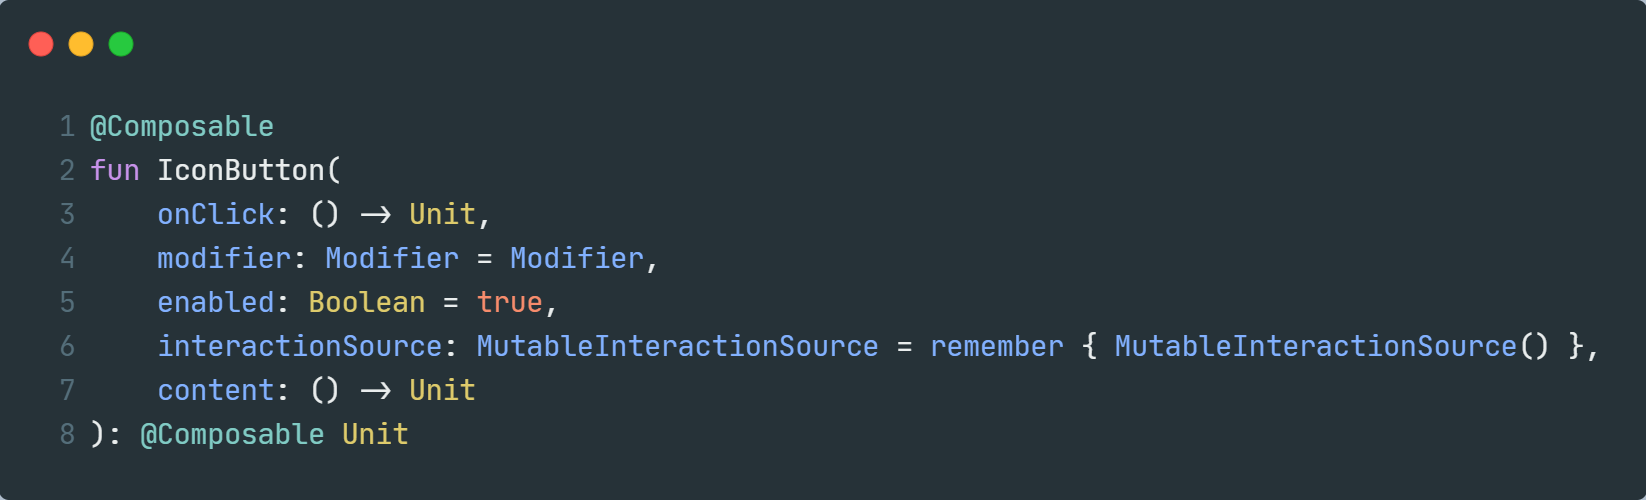 1 @Composable
2 fun IconButton(
3     onClick: () -> Unit,
4     modifier: Modifier = Modifier,
5     enabled: Boolean = true,
6     interactionSource: MutableInteractionSource = remember { MutableInteractionSource() },
7     content: () -> Unit
8 ): @Composable Unit